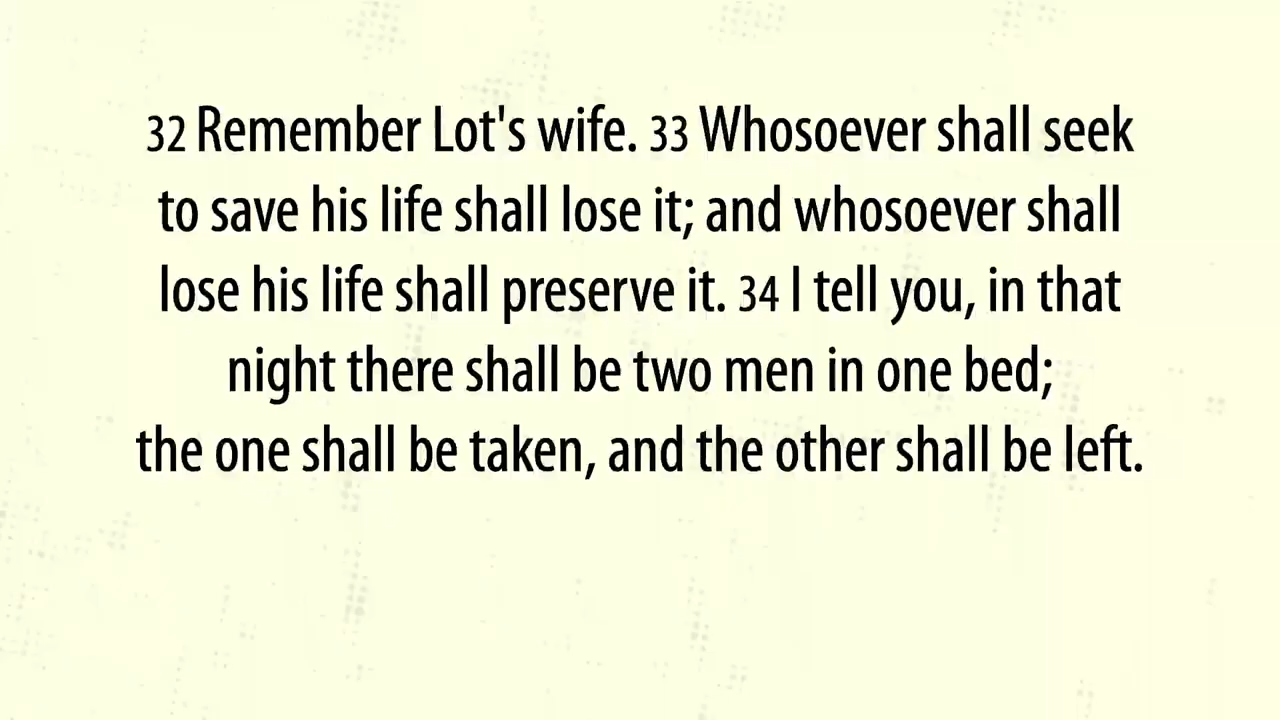 32 Remember Lot's wife. 33 Whosoever shall seek
to save his life shall lose it; and whosoever shall
lose his life shall preserve it. 34 I tell you, in that
night there shall be two men in one bed;
the one shall be taken, and the other shall be left.